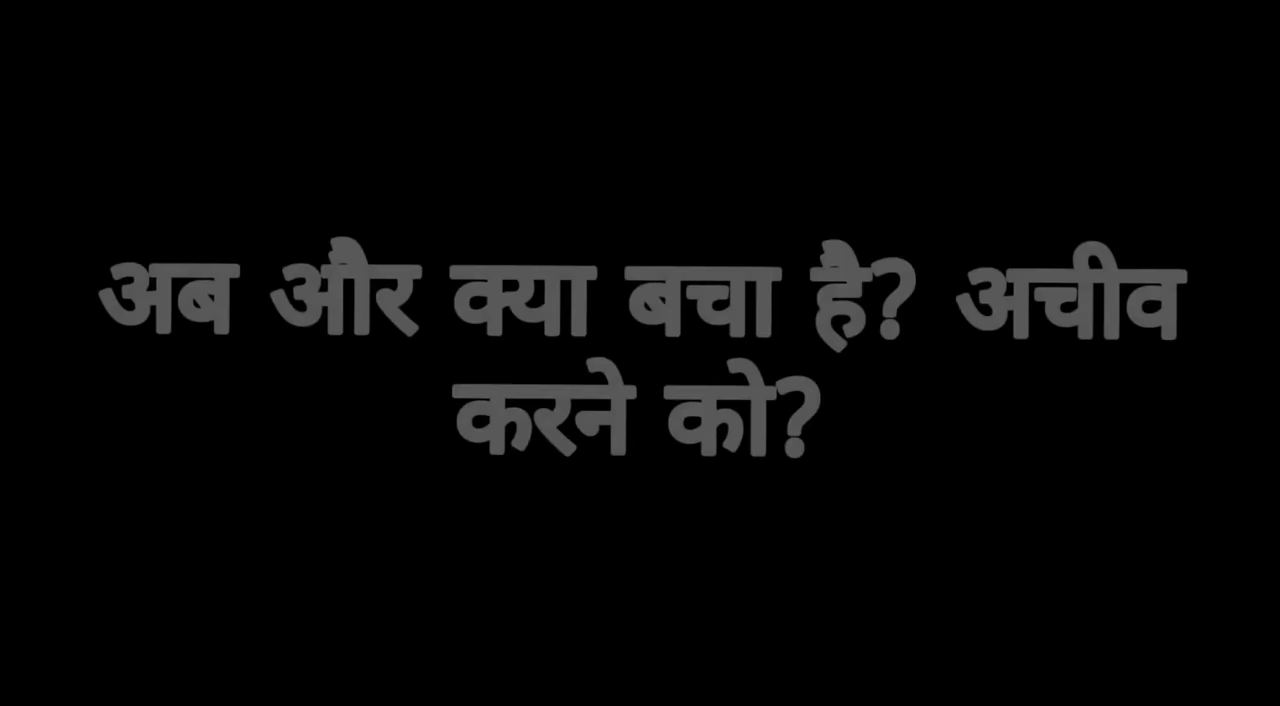 अब और क्या बचा है? अचीव
करने को?